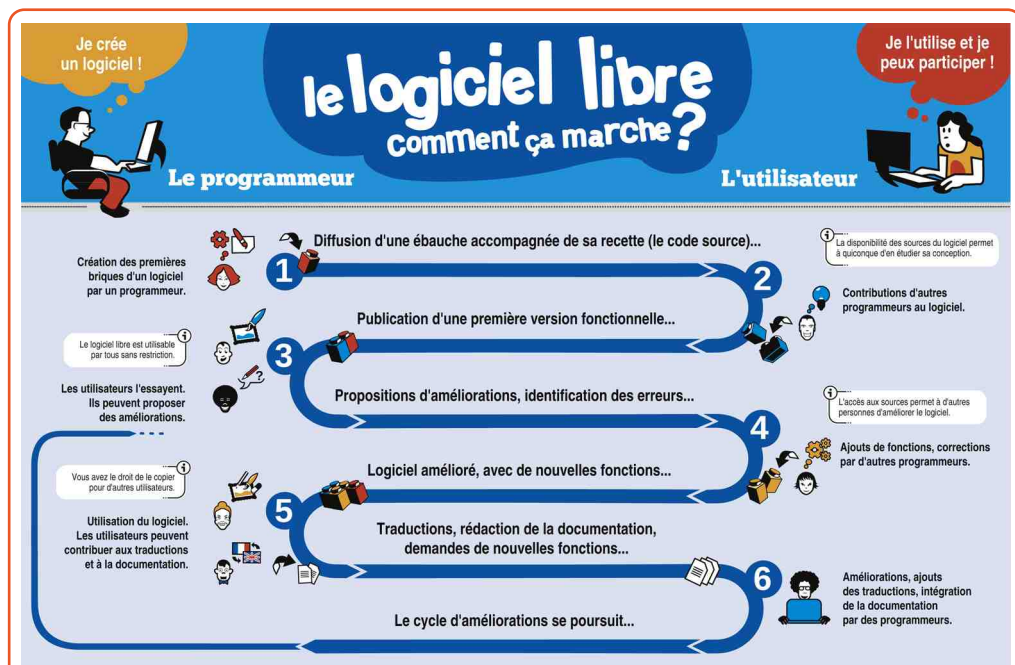 Je crée
un logiciel !
le logiciel libre
comment ça marche ?
Je l'utilise et je
peux participer !
Le programmeur
L'utilisateur
Diffusion d'une ébauche accompagnée de sa recette (le code source)...
Création des premières
briques d'un logiciel
par un programmeur.
1
2
i
La disponibilité des sources du logiciel permet
à quiconque d'en étudier sa conception.
Contributions d'autres
programmeurs au logiciel.
Publication d'une première version fonctionnelle...
i
Le logiciel libre est utilisable
par tous sans restriction.
3
?
Les utilisateurs l'essayent.
Ils peuvent proposer
des améliorations.
Propositions d'améliorations, identification des erreurs...
i
L'accès aux sources permet à d'autres
personnes d'améliorer le logiciel.
4
Ajouts de fonctions, corrections
par d'autres programmeurs.
Logiciel amélioré, avec de nouvelles fonctions...
i
Vous avez le droit de le copier
pour d'autres utilisateurs.
5
Utilisation du logiciel.
Les utilisateurs peuvent
contribuer aux traductions
et à la documentation.
Traductions, rédaction de la documentation,
demandes de nouvelles fonctions...
6
Améliorations, ajouts
des traductions, intégration
de la documentation
par des programmeurs.
Le cycle d'améliorations se poursuit...